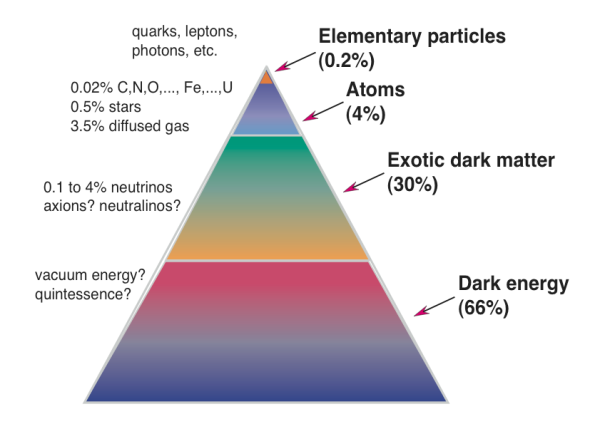 quarks, leptons,
photons, etc.
Elementary particles
(0.2%)
0.02% C,N,O,..., Fe,...,U
0.5% stars
3.5% diffused gas
Atoms
(4%)
Exotic dark matter
(30%)
0.1 to 4% neutrinos
axions? neutralinos?
vacuum energy?
quintessence?
Dark energy
(66%)